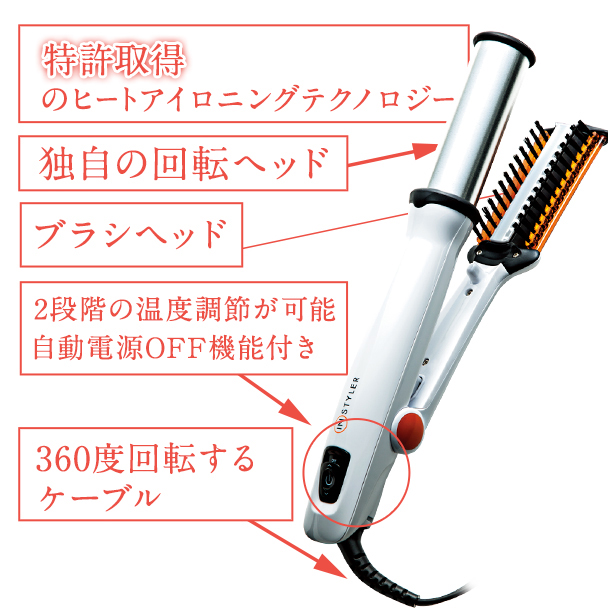 特許取得
のヒートアイロニングテクノロジー
独自の回転ヘッド
ブラシヘッド
2段階の温度調節が可能
自動電源OFF機能付き
INSTYLER
360度回転する
ケーブル